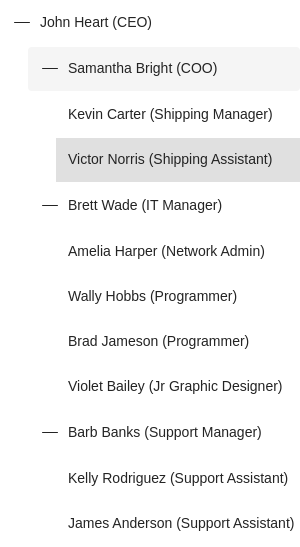 John Heart (CEO)
Samantha Bright (COO)
Kevin Carter (Shipping Manager)
Victor Norris (Shipping Assistant)
Brett Wade (IT Manager)
Amelia Harper (Network Admin)
Wally Hobbs (Programmer)
Brad Jameson (Programmer)
Violet Bailey (Jr Graphic Designer)
Barb Banks (Support Manager)
Kelly Rodriguez (Support Assistant)
James Anderson (Support Assistant)